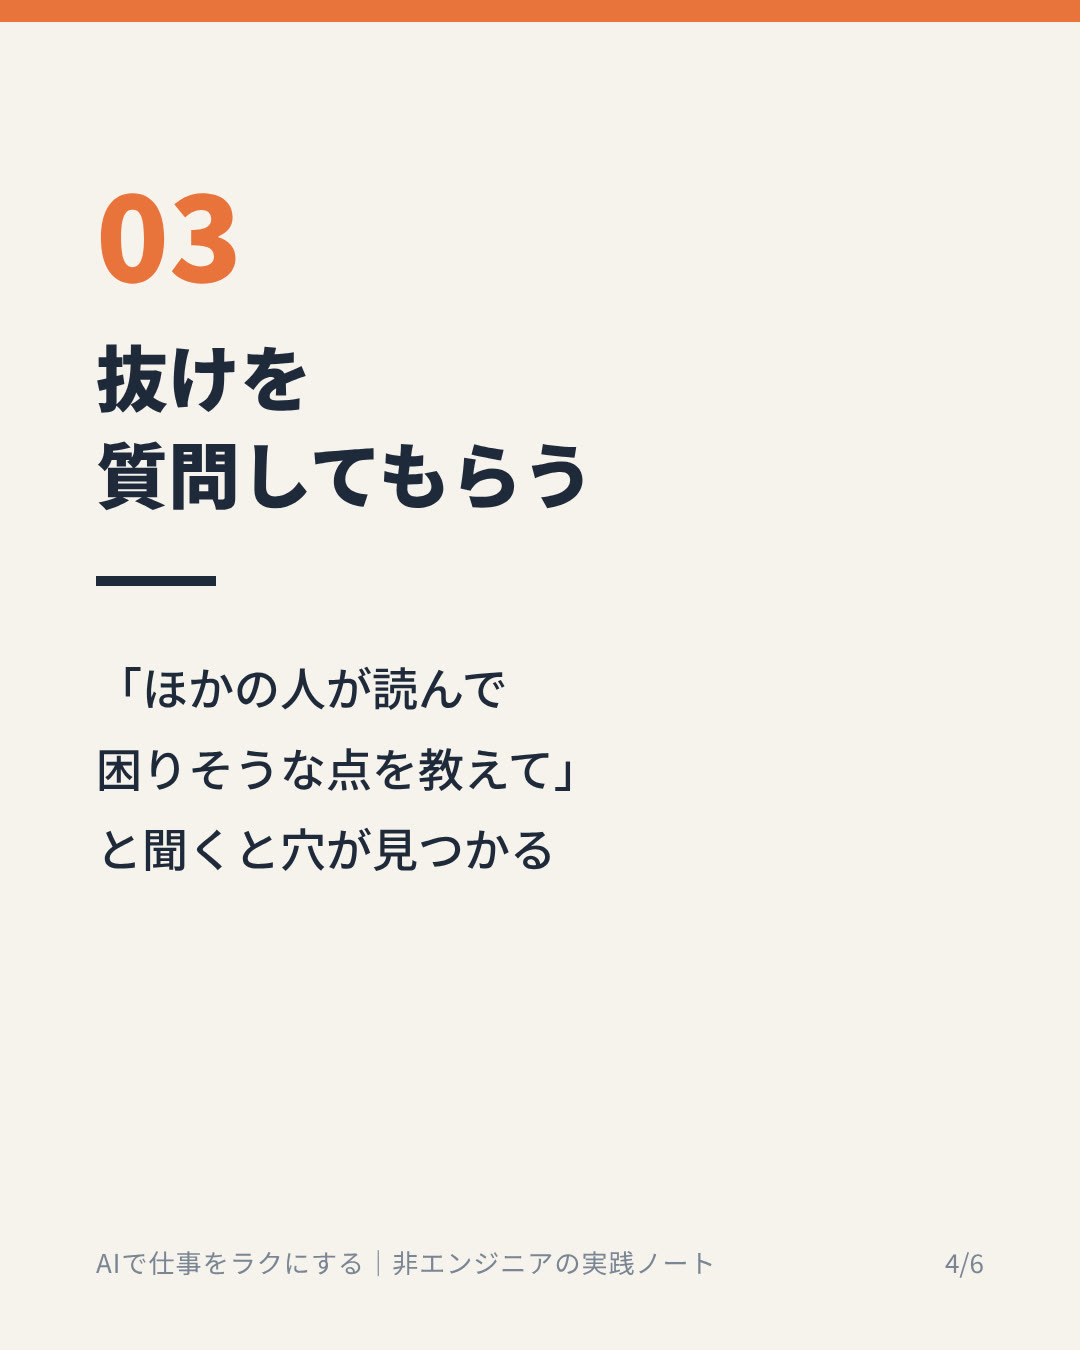 03
抜けを
質問してもらう
「ほかの人が読んで
困りそうな点を教えて」
と聞くと穴が見つかる
AIで仕事をラクにする｜非エンジニアの実践ノート
4/6